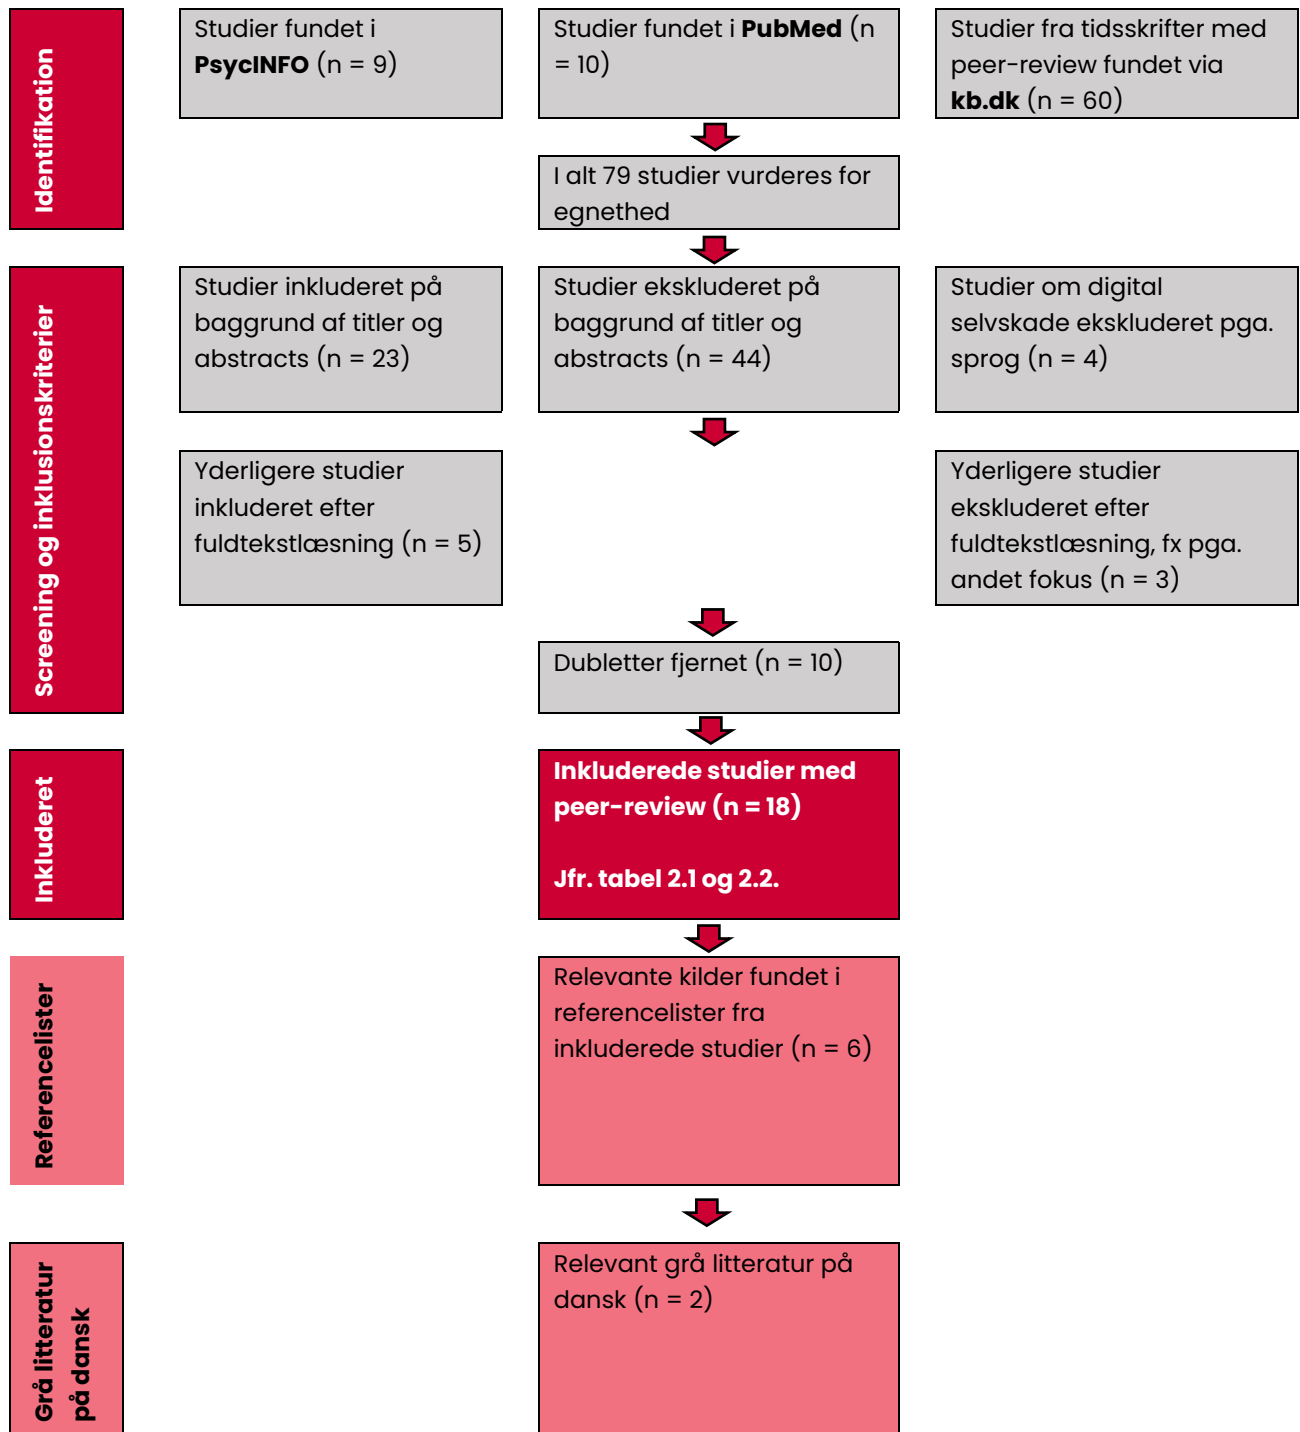 Identifikation
Studier fundet i
PsycINFO (n = 9)
Studier fundet i PubMed (n
= 10)
Studier fra tidsskrifter med
peer-review fundet via
kb.dk (n = 60)
I alt 79 studier vurderes for
egnethed
Screening og inklusionskriterier
Studier inkluderet på
baggrund af titler og
abstracts (n = 23)
Studier ekskluderet på
baggrund af titler og
abstracts (n = 44)
Studier om digital
selvskade ekskluderet pga.
sprog (n = 4)
Yderligere studier
inkluderet efter
fuldtekstlæsning (n = 5)
Yderligere studier
ekskluderet efter
fuldtekstlæsning, fx pga.
andet fokus (n = 3)
Dubletter fjernet (n = 10)
Inkluderet
Inkluderede studier med
peer-review (n = 18)
Jfr. tabel 2.1 og 2.2.
Referencelister
Relevante kilder fundet i
referencelister fra
inkluderede studier (n = 6)
Grå litteratur
på dansk
Relevant grå litteratur på
dansk (n = 2)